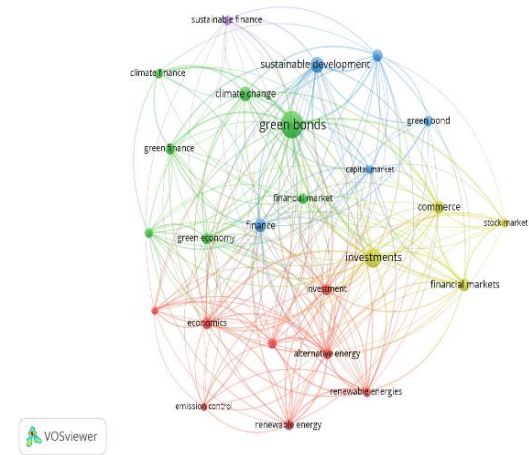 sustainable finance
sustainable development
climate finance
climate change
green bonds
green bond
green finance
capital market
financial market
commerce
stock market
finance
green economy
investments
financial markets
investment
economics
alternative energy
renewable energies
emission control
renewable energy
VOSviewer